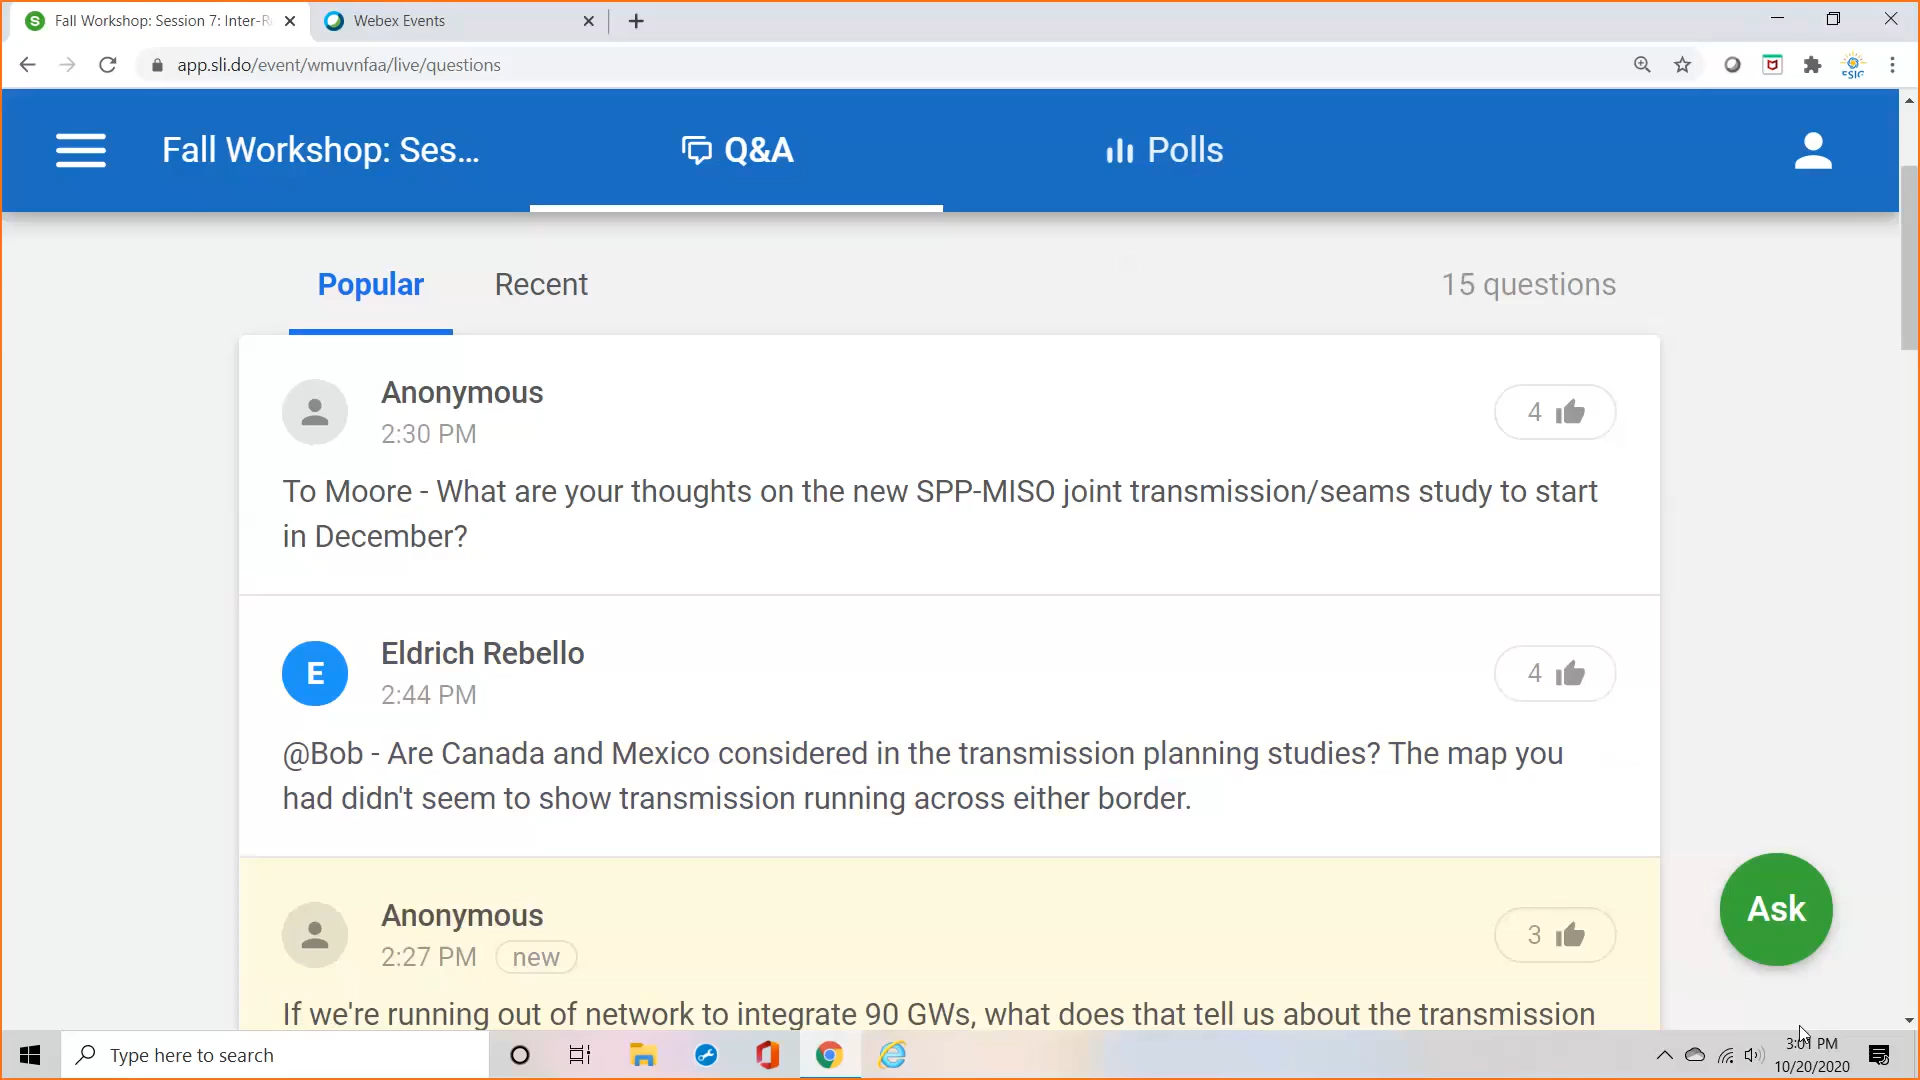 Fall Workshop: Session 7: Inter-R
Webex Events
app.sli.do/event/wmuvnfaa/live/questions
ESIG
Fall Workshop: Ses...
Q&A
Polls
Popular
Recent
15 questions
Anonymous
2:30 PM
4
To Moore - What are your thoughts on the new SPP-MISO joint transmission/seams study to start
in December?
E
Eldrich Rebello
2:44 PM
4
@Bob - Are Canada and Mexico considered in the transmission planning studies? The map you
had didn't seem to show transmission running across either border.
Anonymous
2:27 PM
new
3
If we're running out of network to integrate 90 GWs, what does that tell us about the transmission
Ask
Type here to search
3:01 PM
10/20/2020